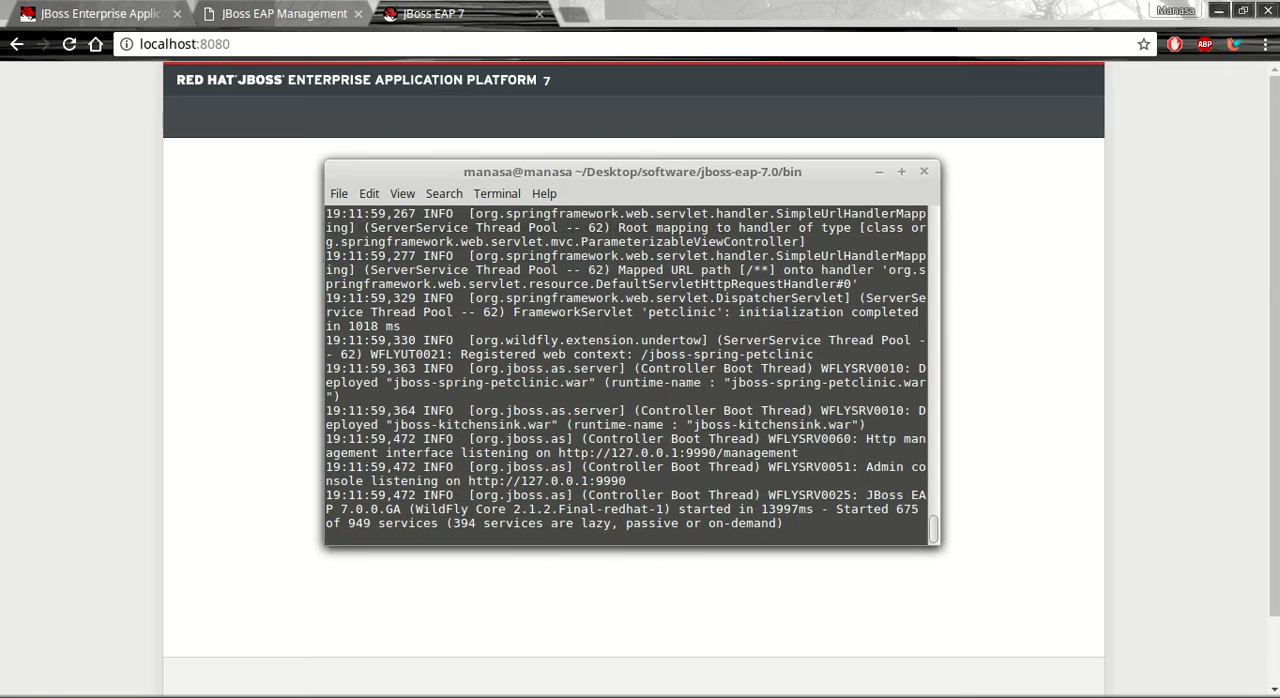 JBoss Enterprise Applic
JBoss EAP Management
JBoss EAP 7
Manasa
localhost:8080
ABP
RED HAT JBOSS ENTERPRISE APPLICATION PLATFORM 7
manasa@manasa ~/Desktop/software/jboss-eap-7.0/bin
File Edit View Search Terminal Help
19:11:59,267 INFO  [org.springframework.web.servlet.handler.SimpleUrlHandlerMapp
ing] (ServerService Thread Pool -- 62) Root mapping to handler of type [class or
g.springframework.web.servlet.mvc.ParameterizableViewController]
19:11:59,277 INFO  [org.springframework.web.servlet.handler.SimpleUrlHandlerMapp
ing] (ServerService Thread Pool -- 62) Mapped URL path [/**] onto handler 'org.s
pringframework.web.servlet.resource.DefaultServletHttpRequestHandler#0'
19:11:59,329 INFO  [org.springframework.web.servlet.DispatcherServlet] (ServerSe
rvice Thread Pool -- 62) FrameworkServlet 'petclinic': initialization completed
in 1018 ms
19:11:59,330 INFO  [org.wildfly.extension.undertow] (ServerService Thread Pool -
- 62) WFLYUT0021: Registered web context: /jboss-spring-petclinic
19:11:59,363 INFO  [org.jboss.as.server] (Controller Boot Thread) WFLYSRV0010: D
eployed "jboss-spring-petclinic.war" (runtime-name : "jboss-spring-petclinic.war
")
19:11:59,364 INFO  [org.jboss.as.server] (Controller Boot Thread) WFLYSRV0010: D
eployed "jboss-kitchensink.war" (runtime-name : "jboss-kitchensink.war")
19:11:59,472 INFO  [org.jboss.as] (Controller Boot Thread) WFLYSRV0060: Http man
agement interface listening on http://127.0.0.1:9990/management
19:11:59,472 INFO  [org.jboss.as] (Controller Boot Thread) WFLYSRV0051: Admin co
nsole listening on http://127.0.0.1:9990
19:11:59,472 INFO  [org.jboss.as] (Controller Boot Thread) WFLYSRV0025: JBoss EA
P 7.0.0.GA (WildFly Core 2.1.2.Final-redhat-1) started in 13997ms - Started 675
of 949 services (394 services are lazy, passive or on-demand)